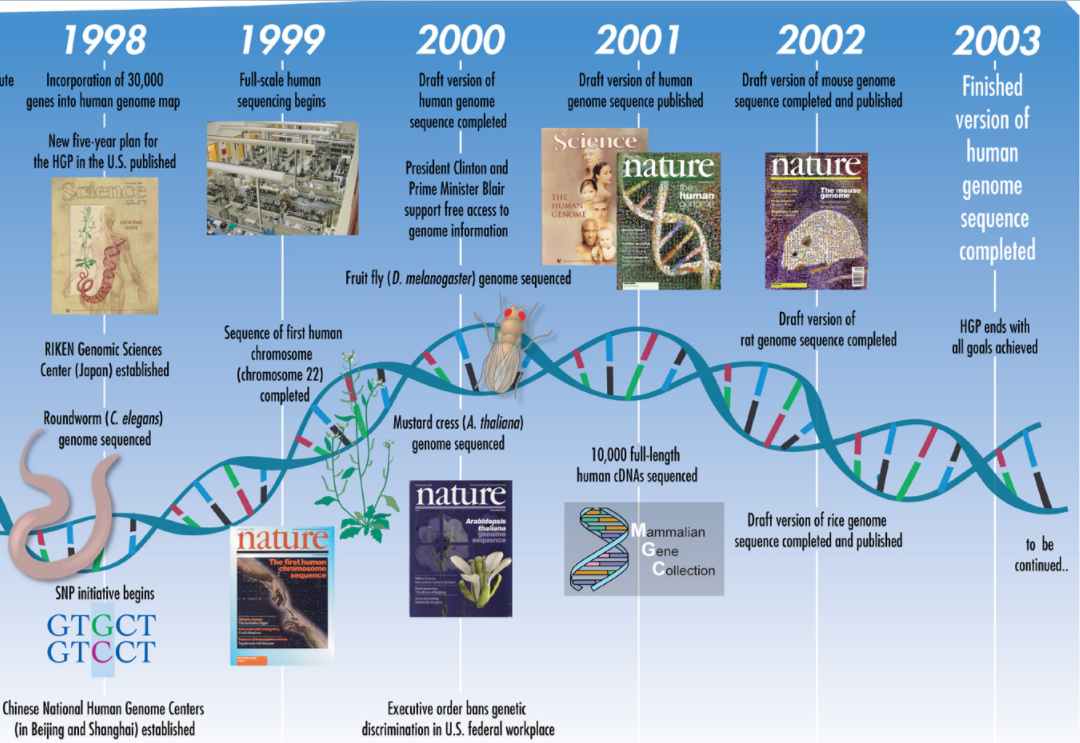 1998
ute
Incorporation of 30,000
genes into human genome map
New five-year plan for
the HGP in the U.S. published
Science
GENOME
ISSUE
RIKEN Genomic Sciences
Center (Japan) established
Roundworm (C. elegans)
genome sequenced
SNP initiative begins
GTGCT
GTCCT
Chinese National Human Genome Centers
(in Beijing and Shanghai) established
1999
Full-scale human
sequencing begins
Sequence of first human
chromosome
(chromosome 22)
completed
nature
The first human
chromosome
sequence
2000
Draft version of
human genome
sequence completed
President Clinton and
Prime Minister Blair
support free access to
genome information
Fruit fly (D. melanogaster) genome sequenced
Mustard cress (A. thaliana)
genome sequenced
nature
Arabidopsis
thaliana
genome
sequence
Executive order bans genetic
discrimination in U.S. federal workplace
2001
Draft version of human
genome sequence published
Science
THE
HUMAN
GENOME
nature
the
human
genome
10,000 full-length
human cDNAs sequenced
Mammalian
Gene
Collection
2002
Draft version of mouse genome
sequence completed and published
nature
The mouse
genome
Draft version of
rat genome sequence completed
Draft version of rice genome
sequence completed and published
2003
Finished
version of
human
genome
sequence
completed
HGP ends with
all goals achieved
to be
continued..